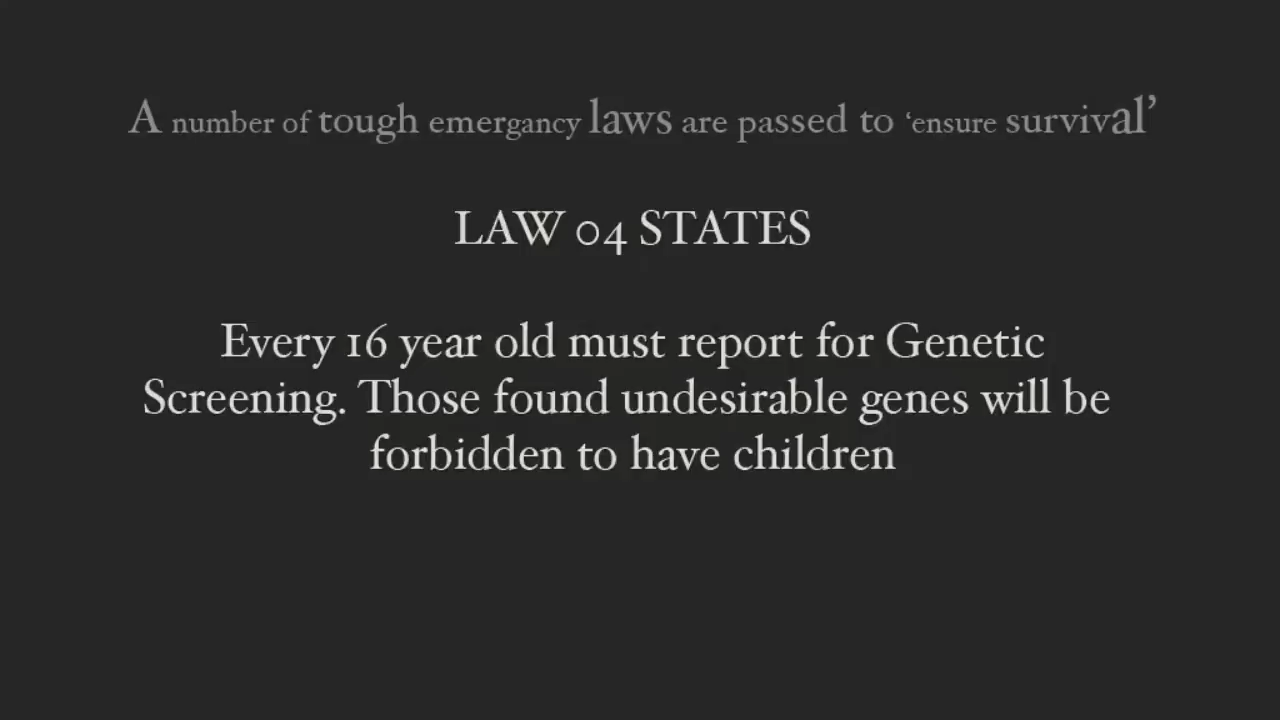 A number of tough emergancy laws are passed to ‘ensure survival’
LAW 04 STATES
Every 16 year old must report for Genetic
Screening. Those found undesirable genes will be
forbidden to have children